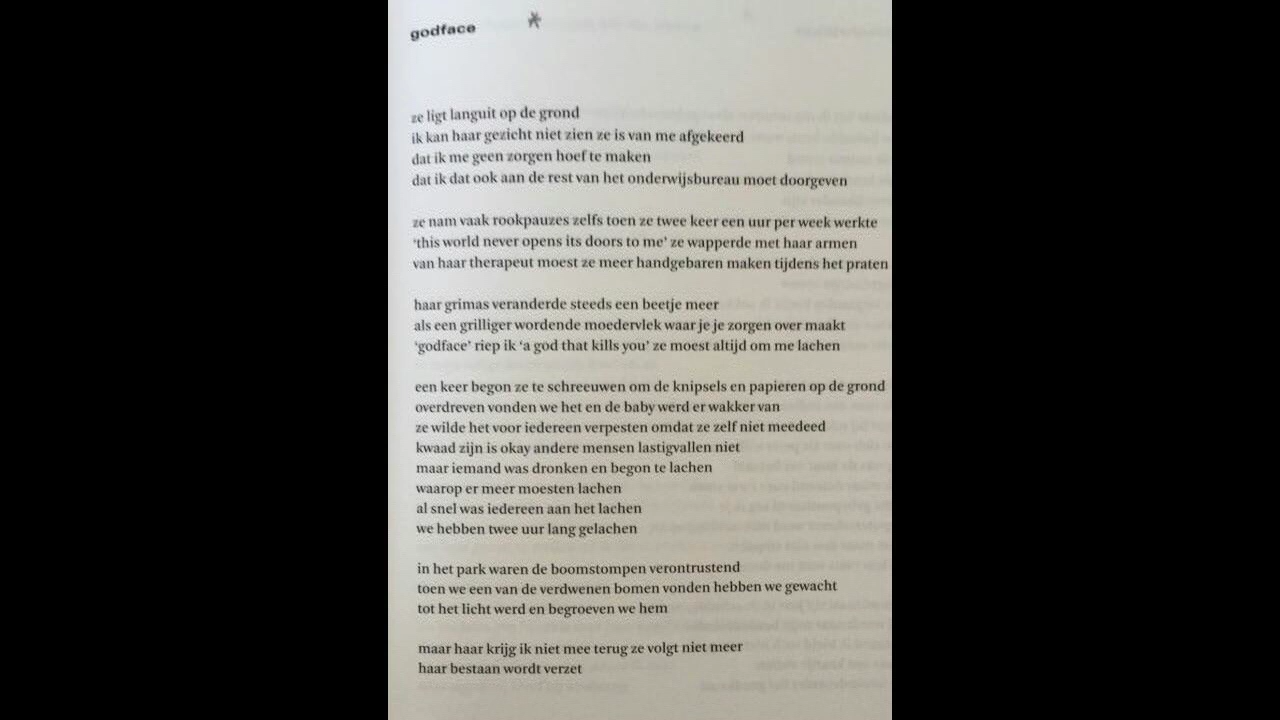 godface
ze ligt languit op de grond
ik kan haar gezicht niet zien ze is van me afgekeerd
dat ik me geen zorgen hoef te maken
dat ik dat ook aan de rest van het onderwijsbureau moet doorgeven
ze nam vaak rookpauzes zelfs toen ze twee keer een uur per week werkte
‘this world never opens its doors to me’ ze wapperde met haar armen
van haar therapeut moest ze meer handgebaren maken tijdens het praten
haar grimas veranderde steeds een beetje meer
als een grilliger wordende moedervlek waar je je zorgen over maakt
‘godface’ riep ik ‘a god that kills you’ ze moest altijd om me lachen
een keer begon ze te schreeuwen om de knipsels en papieren op de grond
overdreven vonden we het en de baby werd er wakker van
ze wilde het voor iedereen verpesten omdat ze zelf niet meedeed
kwaad zijn is okay andere mensen lastigvallen niet
maar iemand was dronken en begon te lachen
waarop er meer moesten lachen
al snel was iedereen aan het lachen
we hebben twee uur lang gelachen
in het park waren de boomstompen verontrustend
toen we een van de verdwenen bomen vonden hebben we gewacht
tot het licht werd en begroeven we hem
maar haar krijg ik niet mee terug ze volgt niet meer
haar bestaan wordt verzet